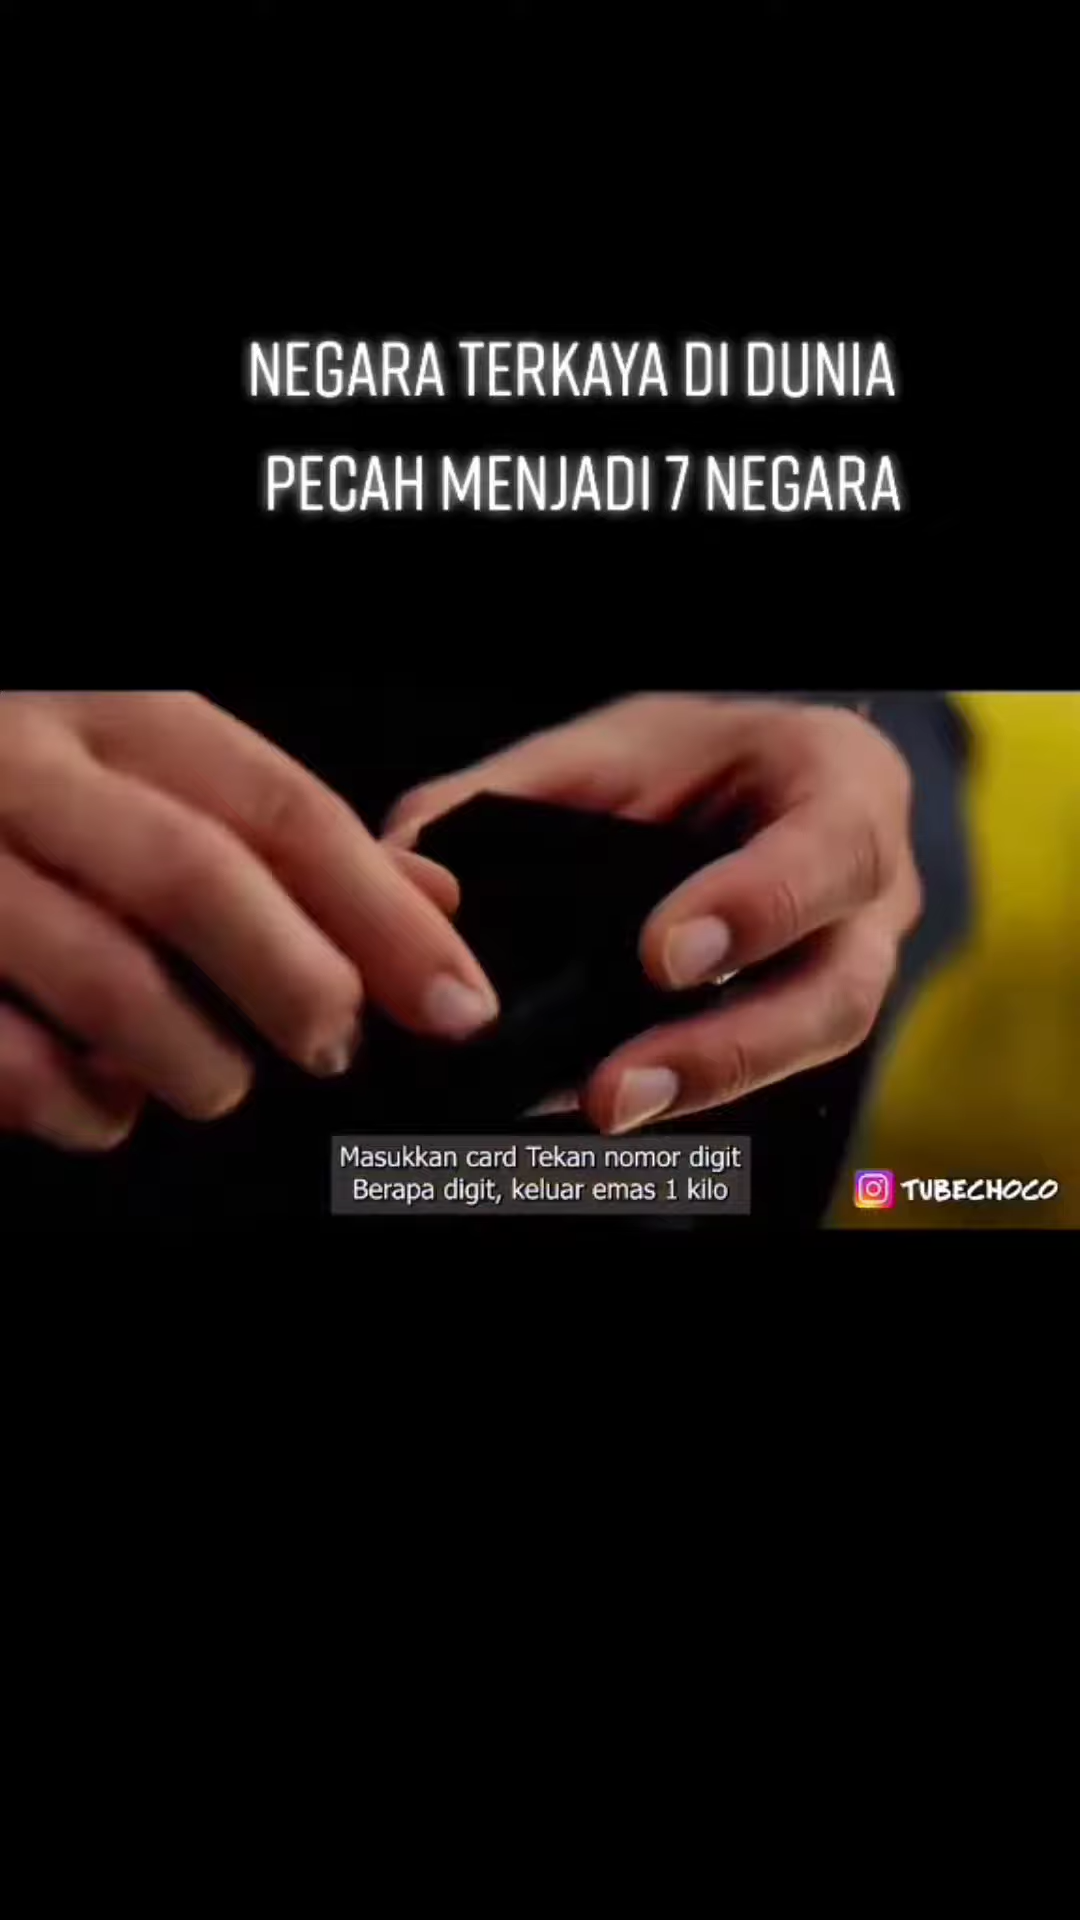 NEGARA TERKAYA DI DUNIA
PECAH MENJADI 7 NEGARA
Masukkan card Tekan nomor digit
Berapa digit, keluar emas 1 kilo
TUBECHOCO